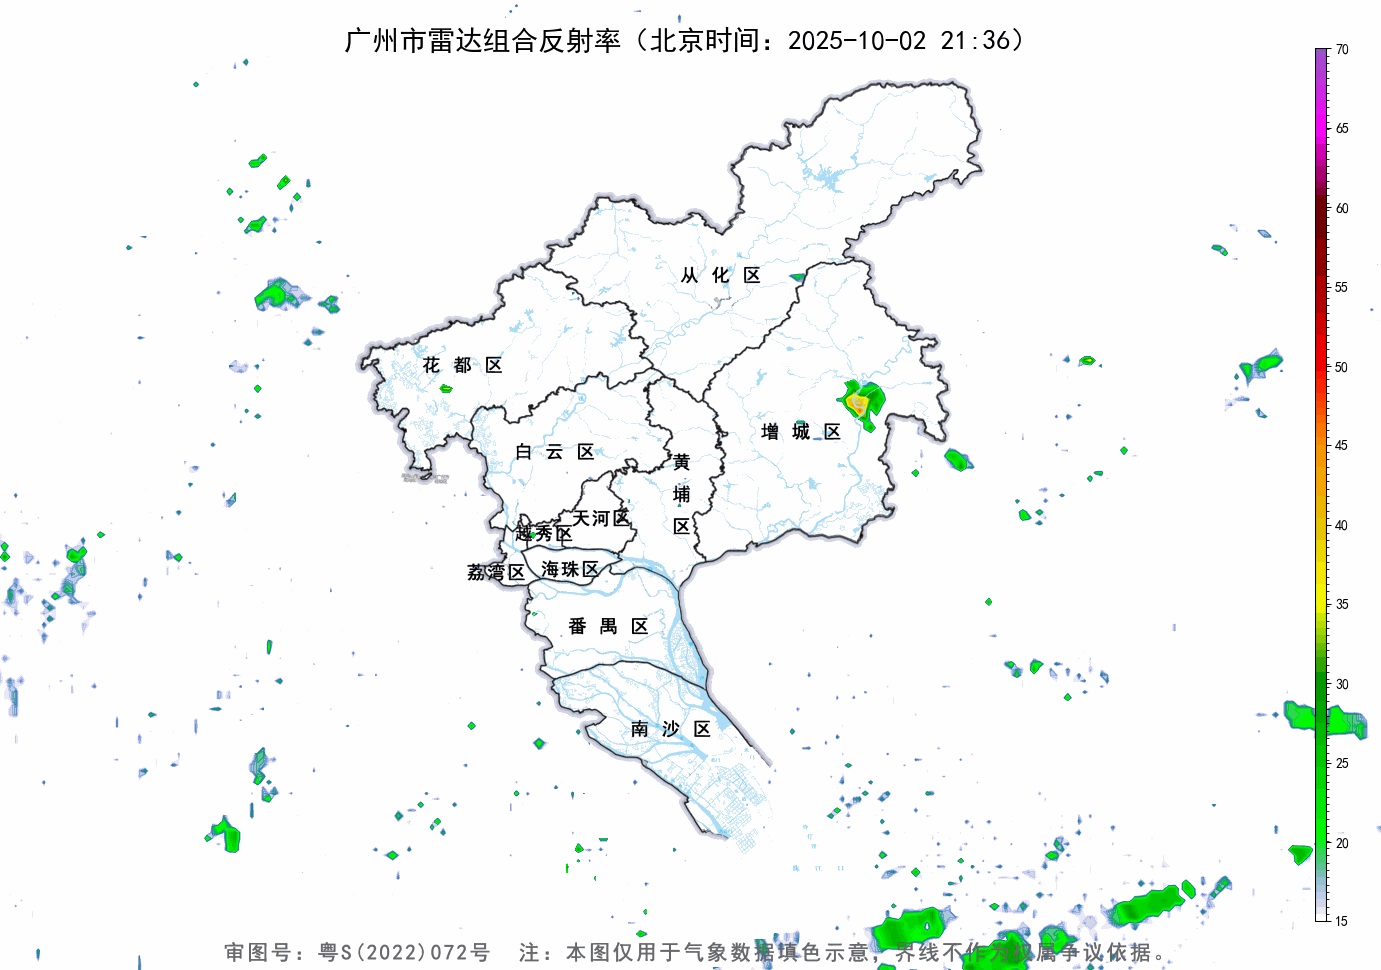 广州市雷达组合反射率（北京时间：2025-10-02 21:36）
70
65
60
55
50
45
40
35
30
25
20
15
从化区
花都区
增城区
白云区
黄埔区
天河区
越秀区
荔湾区
海珠区
番禺区
南沙区
审图号：粤S(2022)072号 注：本图仅用于气象数据填色示意，界线不作为权属争议依据。